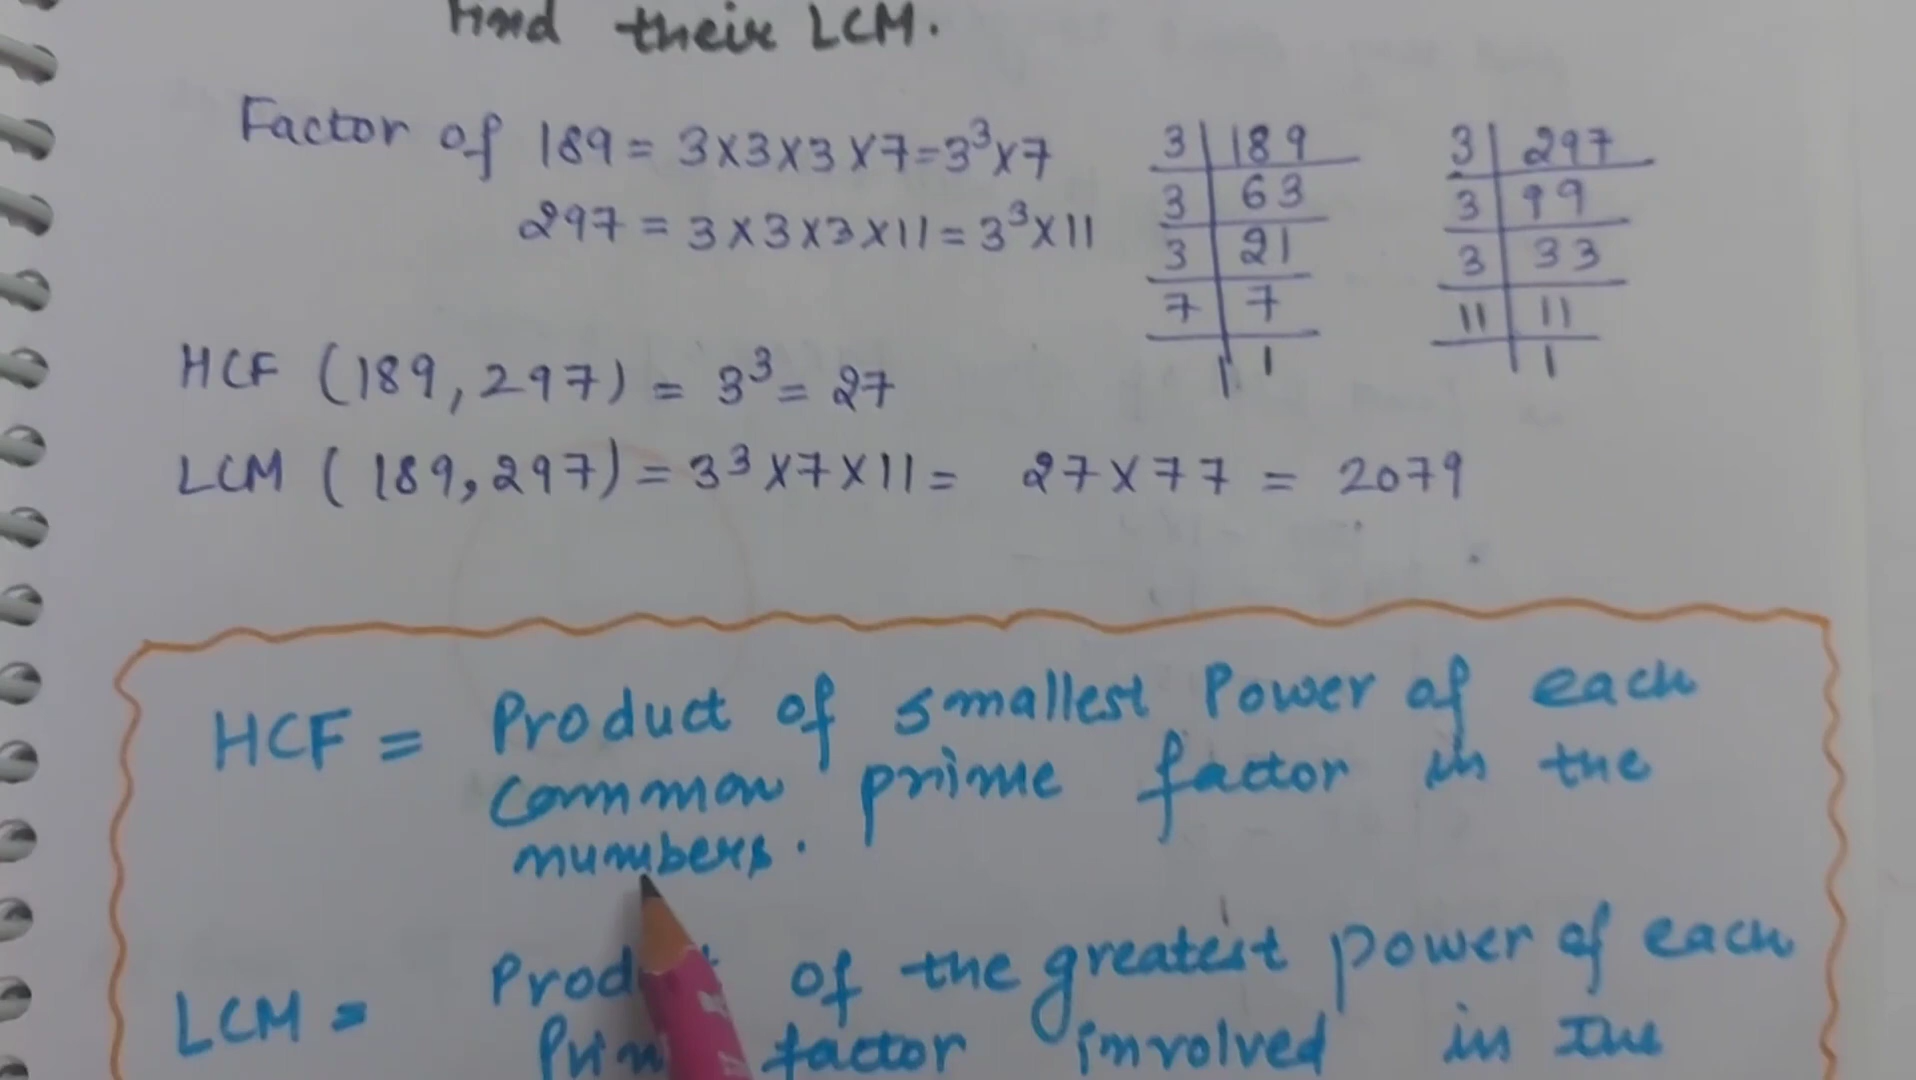 Find their LCM.
Factor of 189 = 3×3×3×7=3³×7
297 = 3×3×3×11=3³×11
3 189
3 63
3 21
7 7
1
3 297
3 99
3 33
11 11
1
HCF (189,297) = 3³= 27
LCM (189,297)=3³×7×11= 27×77 = 2079
HCF = Product of smallest Power of each
common prime factor in the
numbers.
LCM = of the greatest power of each
factor involved in the